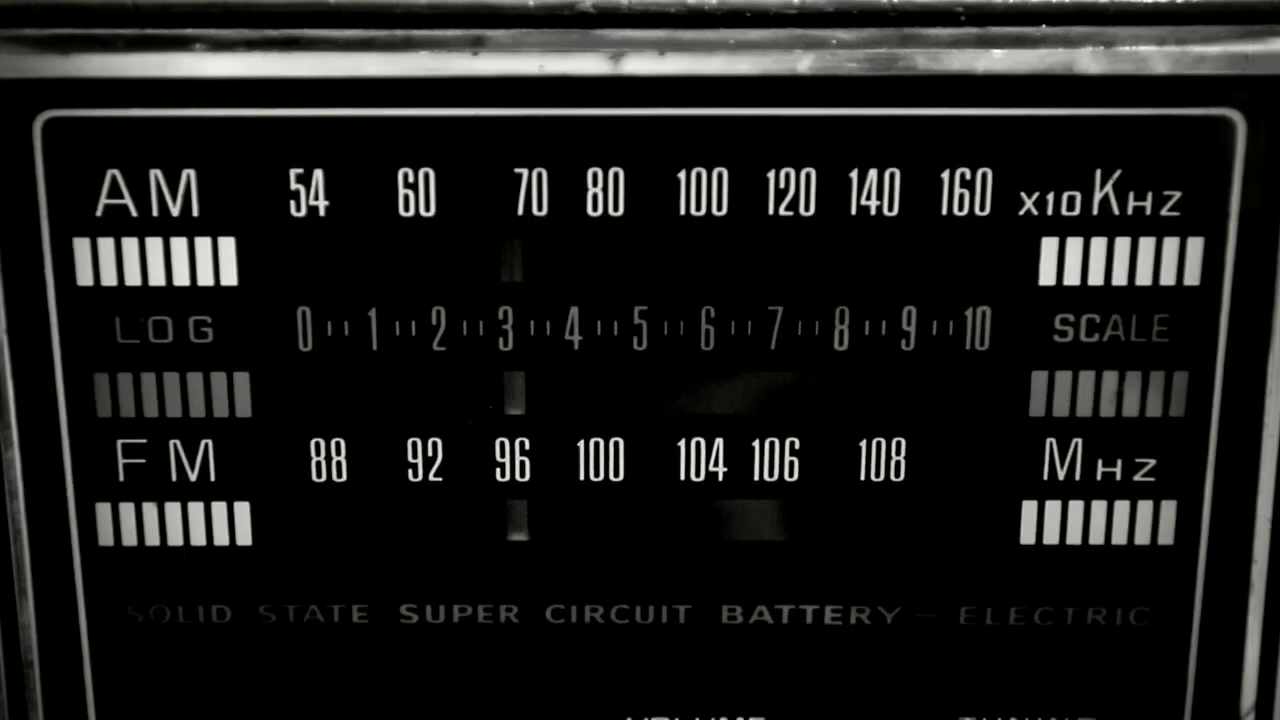 AM 54 60 70 80 100 120 140 160 x10 KHz
LOG 0 1 2 3 4 5 6 7 8 9 10 SCALE
FM 88 92 96 100 104 106 108 MHz
SOLID STATE SUPER CIRCUIT BATTERY – ELECTRIC
VOLUME